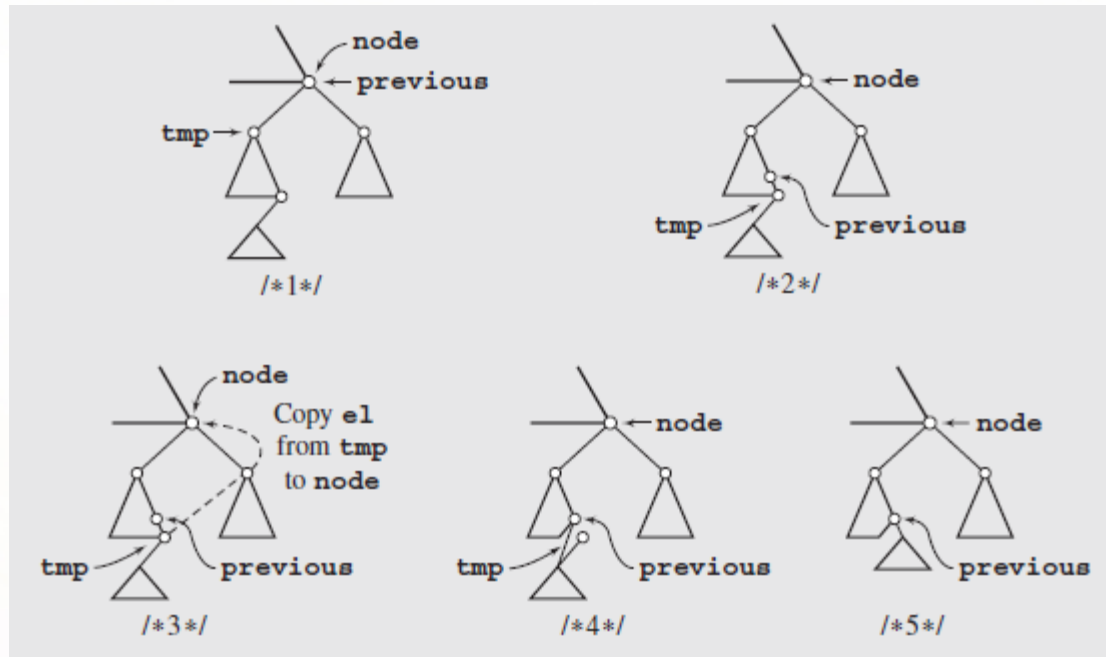 node
previous
tmp
/*1*/
node
tmp
previous
/*2*/
node
Copy el
from tmp
to node
tmp
previous
/*3*/
node
tmp
previous
/*4*/
node
previous
/*5*/